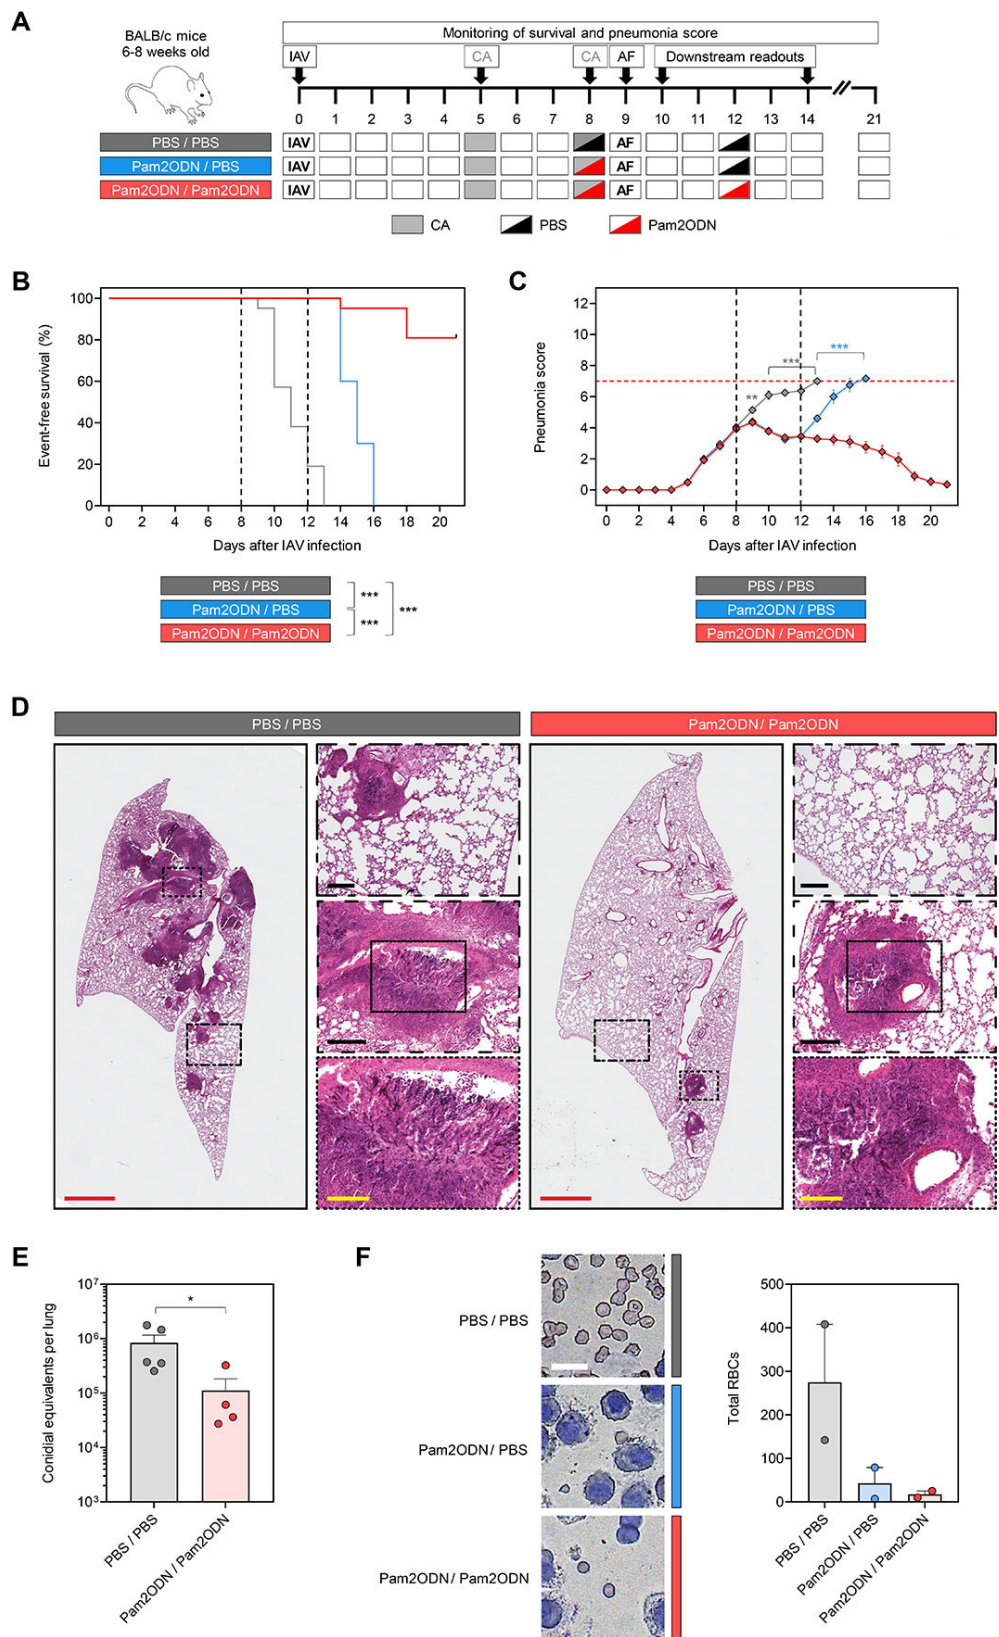 A
BALB/c mice
6-8 weeks old
Monitoring of survival and pneumonia score
IAV CA CA AF Downstream readouts
0 1 2 3 4 5 6 7 8 9 10 11 12 13 14 21
PBS / PBS IAV AF
Pam2ODN / PBS IAV AF
Pam2ODN / Pam2ODN IAV AF
CA PBS Pam2ODN
B
Event-free survival (%)
100
80
60
40
20
0
0 2 4 6 8 10 12 14 16 18 20
Days after IAV infection
PBS / PBS
Pam2ODN / PBS
Pam2ODN / Pam2ODN
***
***
***
C
Pneumonia score
12
10
8
6
4
2
0
**
***
***
0 2 4 6 8 10 12 14 16 18 20
Days after IAV infection
PBS / PBS
Pam2ODN / PBS
Pam2ODN / Pam2ODN
D
PBS / PBS
Pam2ODN / Pam2ODN
E
Conidial equivalents per lung
10⁷
10⁶
10⁵
10⁴
10³
*
PBS / PBS
Pam2ODN / Pam2ODN
F
PBS / PBS
Pam2ODN / PBS
Pam2ODN / Pam2ODN
Total RBCs
500
400
300
200
100
0
PBS / PBS
Pam2ODN / PBS
Pam2ODN / Pam2ODN